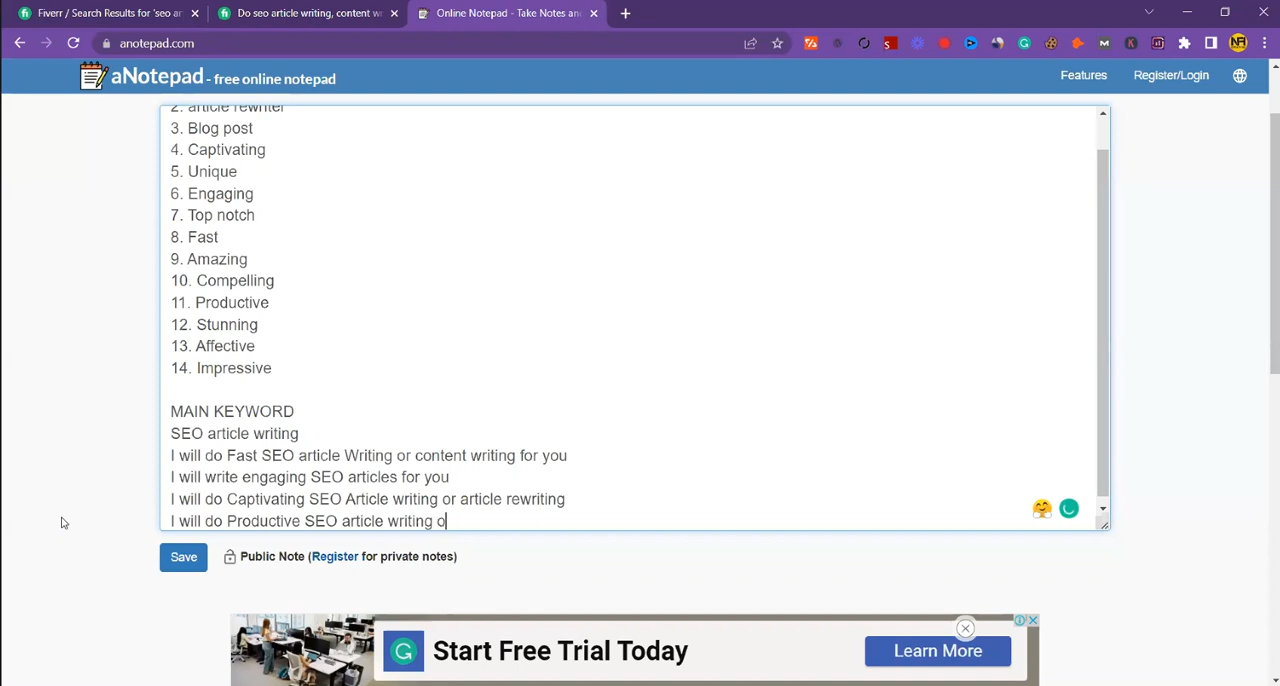 Fiverr / Search Results for 'seo ar
Do seo article writing, content w
Online Notepad - Take Notes an
anotepad.com
aNotepad - free online notepad
Features
Register/Login
2. article rewriter
3. Blog post
4. Captivating
5. Unique
6. Engaging
7. Top notch
8. Fast
9. Amazing
10. Compelling
11. Productive
12. Stunning
13. Affective
14. Impressive
MAIN KEYWORD
SEO article writing
I will do Fast SEO article Writing or content writing for you
I will write engaging SEO articles for you
I will do Captivating SEO Article writing or article rewriting
I will do Productive SEO article writing o
Save
Public Note (Register for private notes)
Start Free Trial Today
Learn More